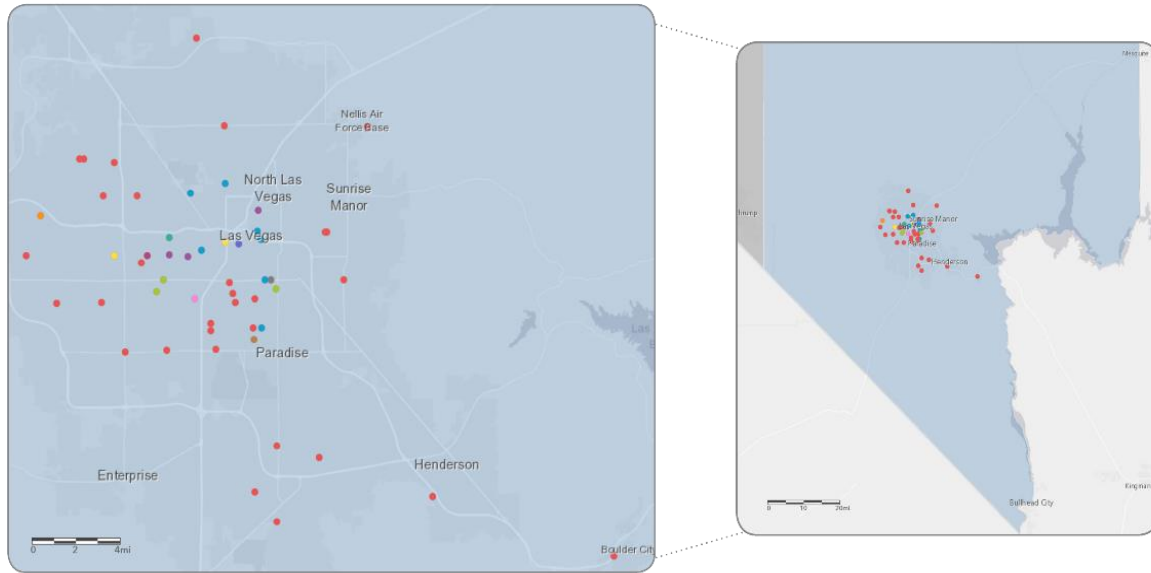 Nellis Air
Force Base
North Las
Vegas
Sunrise
Manor
Las Vegas
Paradise
Enterprise
Henderson
Boulder City
0 2 4mi
Las
Mesquite
Sunrise Manor
Paradise
Henderson
Bullhead City
Kingman
0 10 20mi